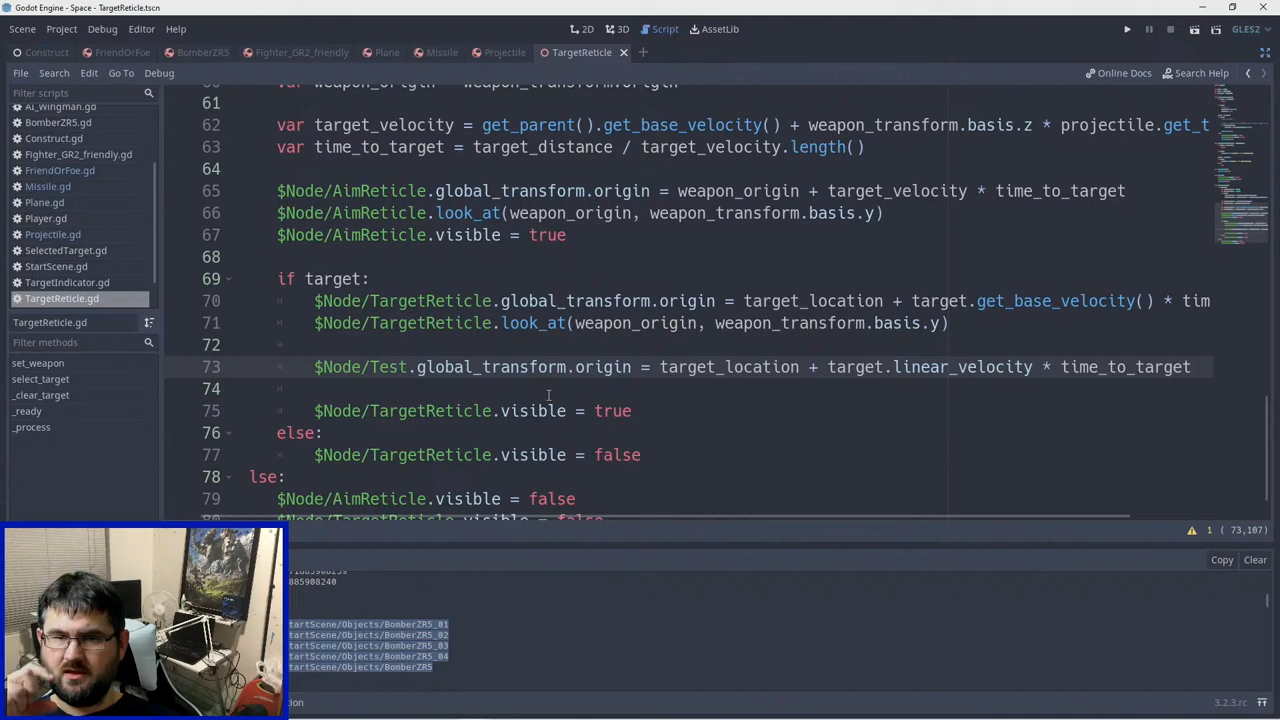 Godot Engine - Space - TargetReticle.tscn
Scene Project Debug Editor Help 2D 3D Script AssetLib GLES2
Construct FriendOrFoe BomberZR5 Fighter_GR2_friendly Plane Missile Projectile TargetReticle
File Search Edit Go To Debug Online Docs Search Help
Filter scripts
AI_Wingman.gd
BomberZR5.gd
Construct.gd
Fighter_GR2_friendly.gd
FriendOrFoe.gd
Missile.gd
Plane.gd
Player.gd
Projectile.gd
SelectedTarget.gd
StartScene.gd
TargetIndicator.gd
TargetReticle.gd
TargetReticle.gd
Filter methods
set_weapon
select_target
_clear_target
_ready
_process
61
62 var target_velocity = get_parent().get_base_velocity() + weapon_transform.basis.z * projectile.get_t
63 var time_to_target = target_distance / target_velocity.length()
64
65 $Node/AimReticle.global_transform.origin = weapon_origin + target_velocity * time_to_target
66 $Node/AimReticle.look_at(weapon_origin, weapon_transform.basis.y)
67 $Node/AimReticle.visible = true
68
69 if target:
70 $Node/TargetReticle.global_transform.origin = target_location + target.get_base_velocity() * tim
71 $Node/TargetReticle.look_at(weapon_origin, weapon_transform.basis.y)
72
73 $Node/Test.global_transform.origin = target_location + target.linear_velocity * time_to_target
74
75 $Node/TargetReticle.visible = true
76 else:
77 $Node/TargetReticle.visible = false
78 lse:
79 $Node/AimReticle.visible = false
1 ( 73,107)
Copy Clear
885908240
tartScene/Objects/BomberZR5_01
tartScene/Objects/BomberZR5_02
tartScene/Objects/BomberZR5_03
tartScene/Objects/BomberZR5_04
tartScene/Objects/BomberZR5
tion 3.2.3.rc